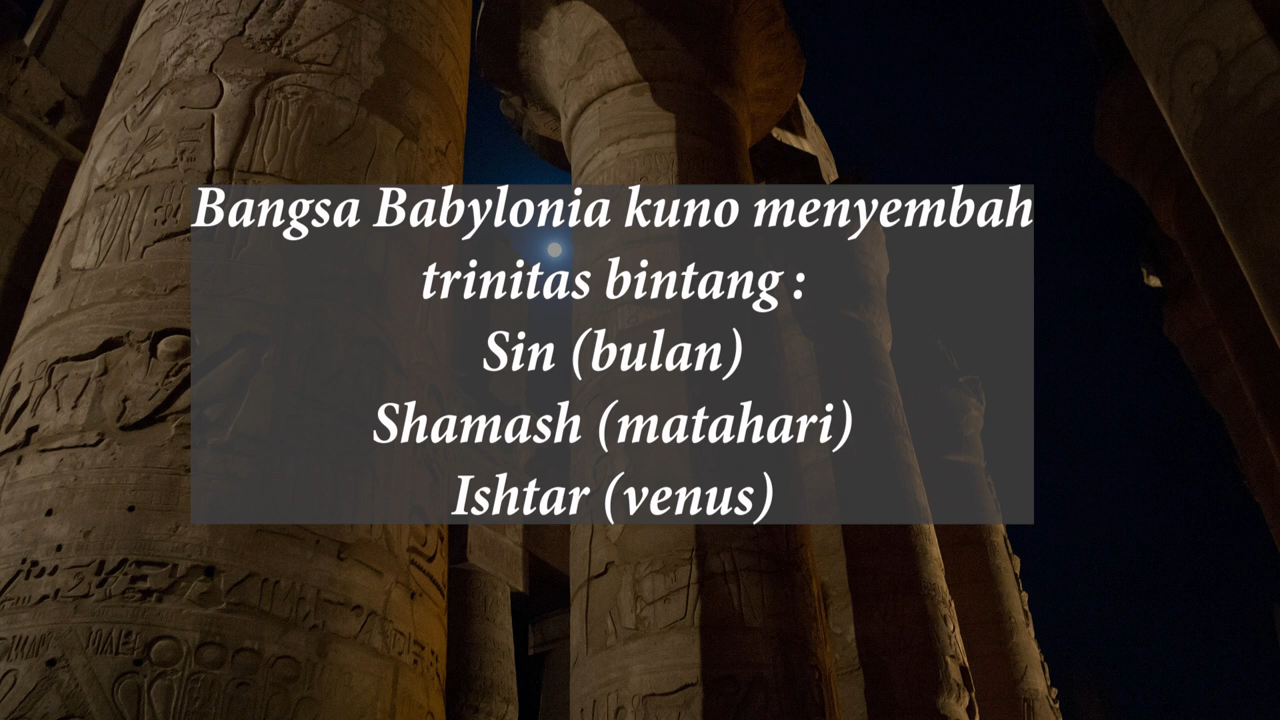 Bangsa Babylonia kuno menyembah
trinitas bintang :
Sin (bulan)
Shamash (matahari)
Ishtar (venus)